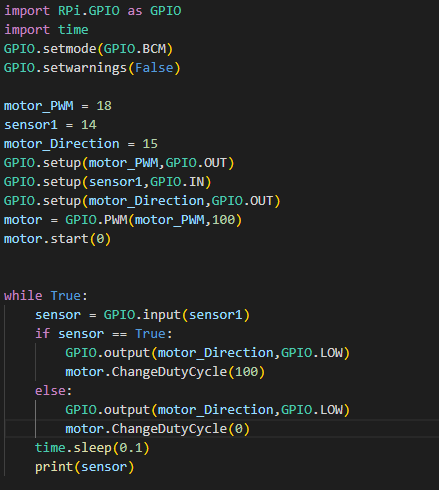 import RPi.GPIO as GPIO
import time
GPIO.setmode(GPIO.BCM)
GPIO.setwarnings(False)

motor_PWM = 18
sensor1 = 14
motor_Direction = 15
GPIO.setup(motor_PWM,GPIO.OUT)
GPIO.setup(sensor1,GPIO.IN)
GPIO.setup(motor_Direction,GPIO.OUT)
motor = GPIO.PWM(motor_PWM,100)
motor.start(0)


while True:
    sensor = GPIO.input(sensor1)
    if sensor == True:
        GPIO.output(motor_Direction,GPIO.LOW)
        motor.ChangeDutyCycle(100)
    else:
        GPIO.output(motor_Direction,GPIO.LOW)
        motor.ChangeDutyCycle(0)
    time.sleep(0.1)
    print(sensor)